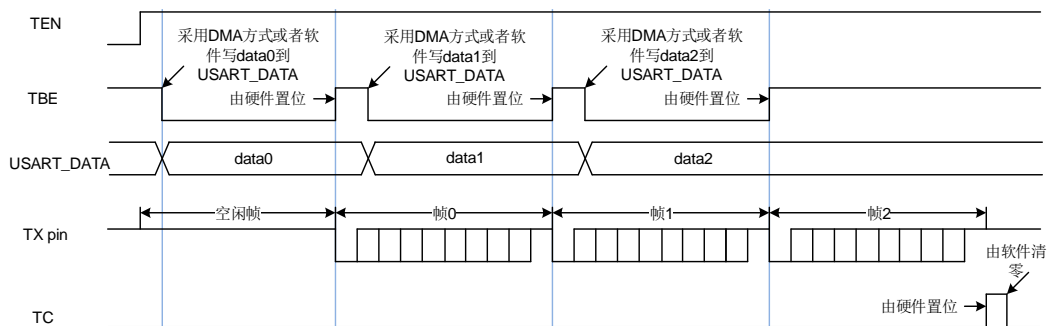 TEN
采用DMA方式或者软
件写data0到
USART_DATA
采用DMA方式或者软
件写data1到
USART_DATA
采用DMA方式或者软
件写data2到
USART_DATA
TBE
由硬件置位
由硬件置位
由硬件置位
USART_DATA
data0
data1
data2
空闲帧
帧0
帧1
帧2
TX pin
由软件清
零
由硬件置位
TC